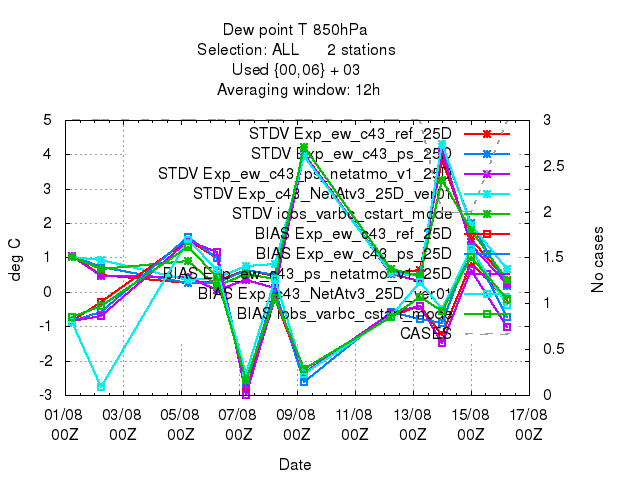 Dew point T 850hPa
Selection: ALL 2 stations
Used {00,06} + 03
Averaging window: 12h
5
4
3
2
1
0
-1
-2
-3
deg C
3
2.5
2
1.5
1
0.5
0
No cases
STDV Exp_ew_c43_ref_25D
STDV Exp_ew_c43_ps_25D
STDV Exp_ew_c43_ps_netatmo_v1_25D
STDV Exp_c43_NetAtv3_25D_ver01
STDV iobs_varbc_cstart_mode
BIAS Exp_ew_c43_ref_25D
BIAS Exp_ew_c43_ps_25D
BIAS Exp_ew_c43_ps_netatmo_v1_25D
BIAS Exp_c43_NetAtv3_25D_ver01
BIAS iobs_varbc_cstart_mode
CASES
01/08 03/08 05/08 07/08 09/08 11/08 13/08 15/08 17/08
00Z 00Z 00Z 00Z 00Z 00Z 00Z 00Z 00Z
Date